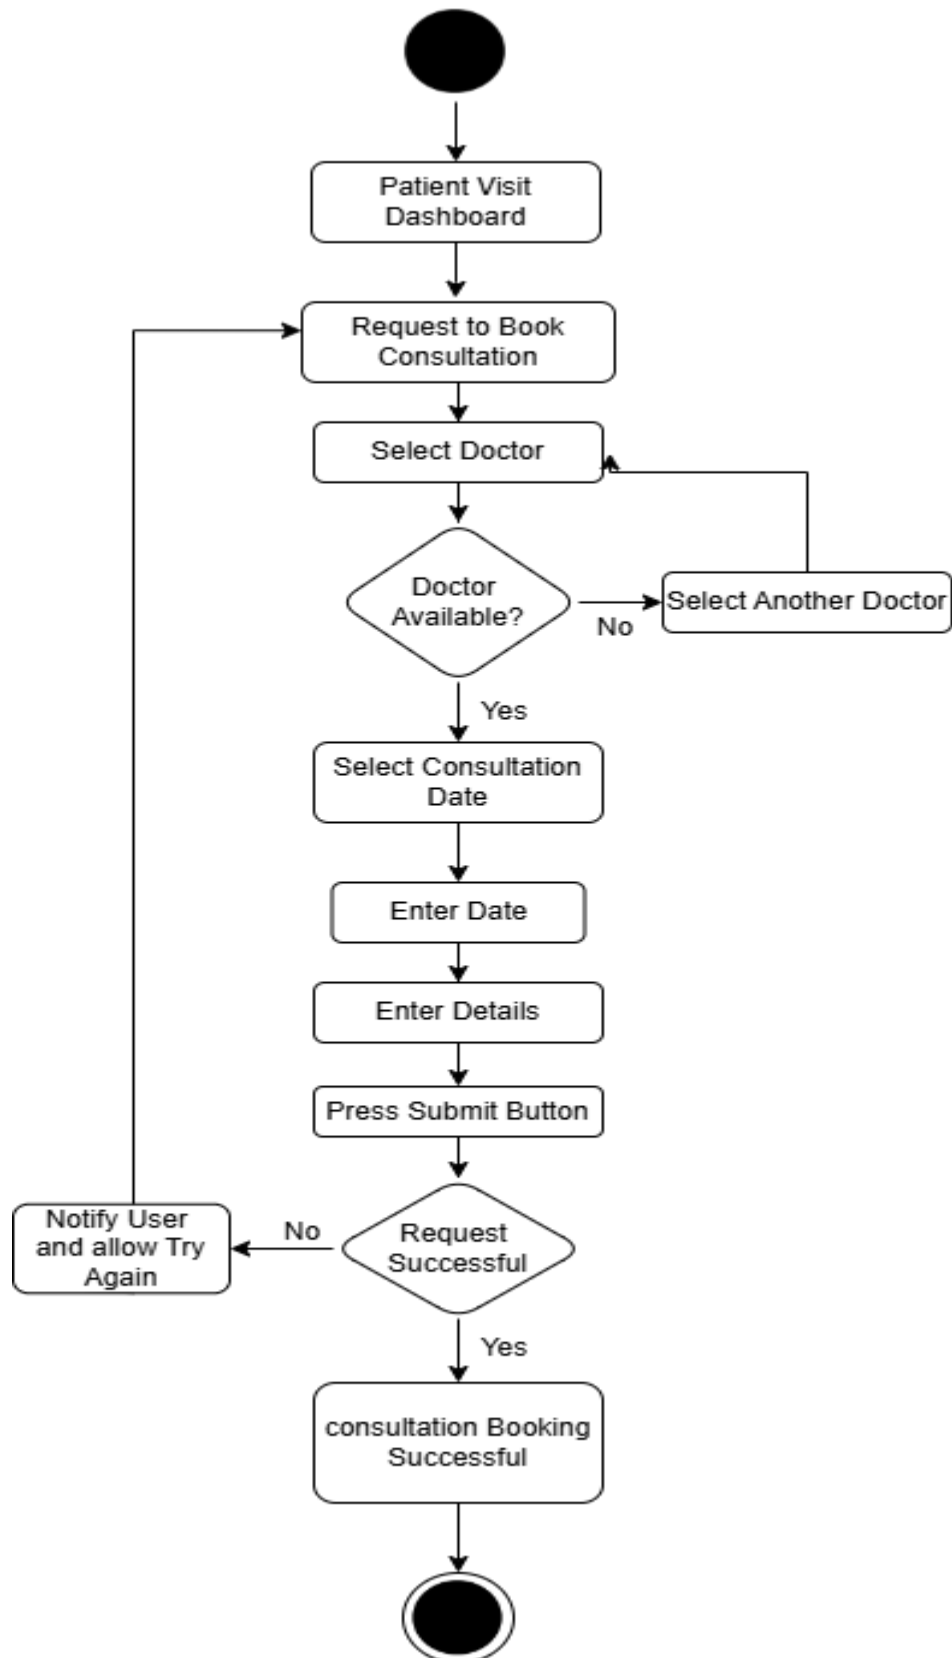 Patient Visit
Dashboard
Request to Book
Consultation
Select Doctor
Doctor
Available?
No
Select Another Doctor
Yes
Select Consultation
Date
Enter Date
Enter Details
Press Submit Button
Request
Successful
No
Notify User
and allow Try
Again
Yes
consultation Booking
Successful